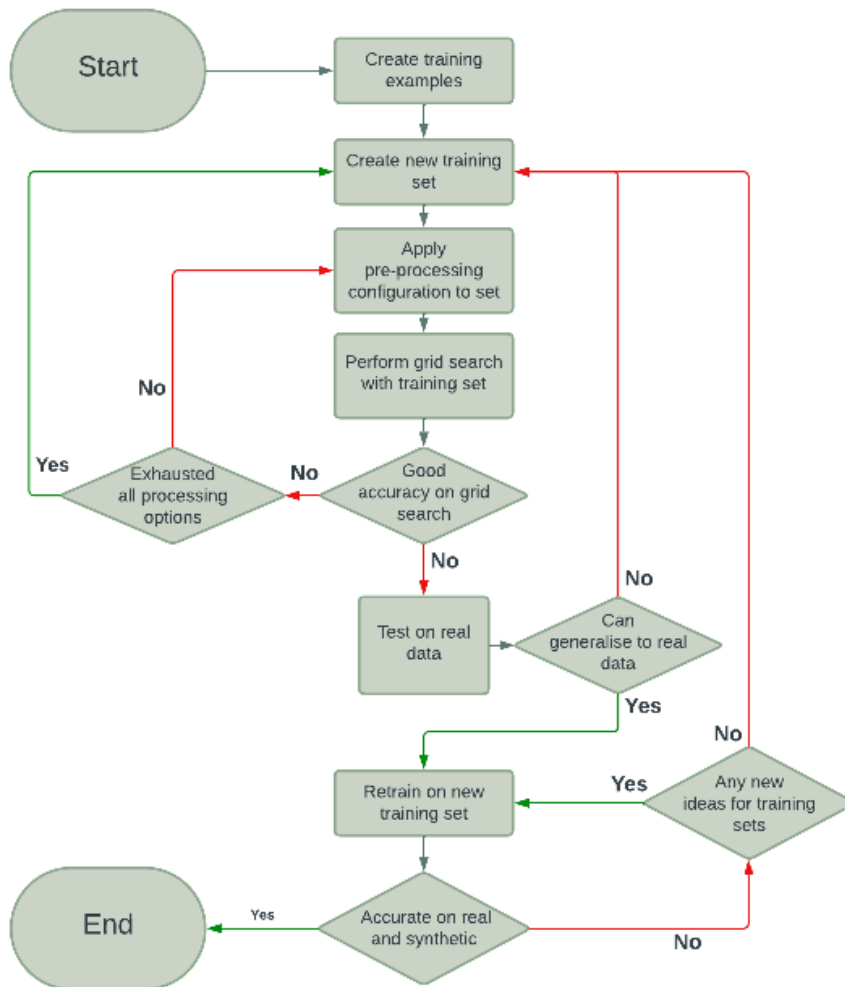 Start
Create training
examples
Create new training
set
Apply
pre-processing
configuration to set
No
Perform grid search
with training set
Yes
Exhausted
all processing
options
No
Good
accuracy on grid
search
No
No
Test on real
data
Can
generalise to real
data
Yes
No
Retrain on new
training set
Yes
Any new
ideas for training
sets
End
Yes
Accurate on real
and synthetic
No